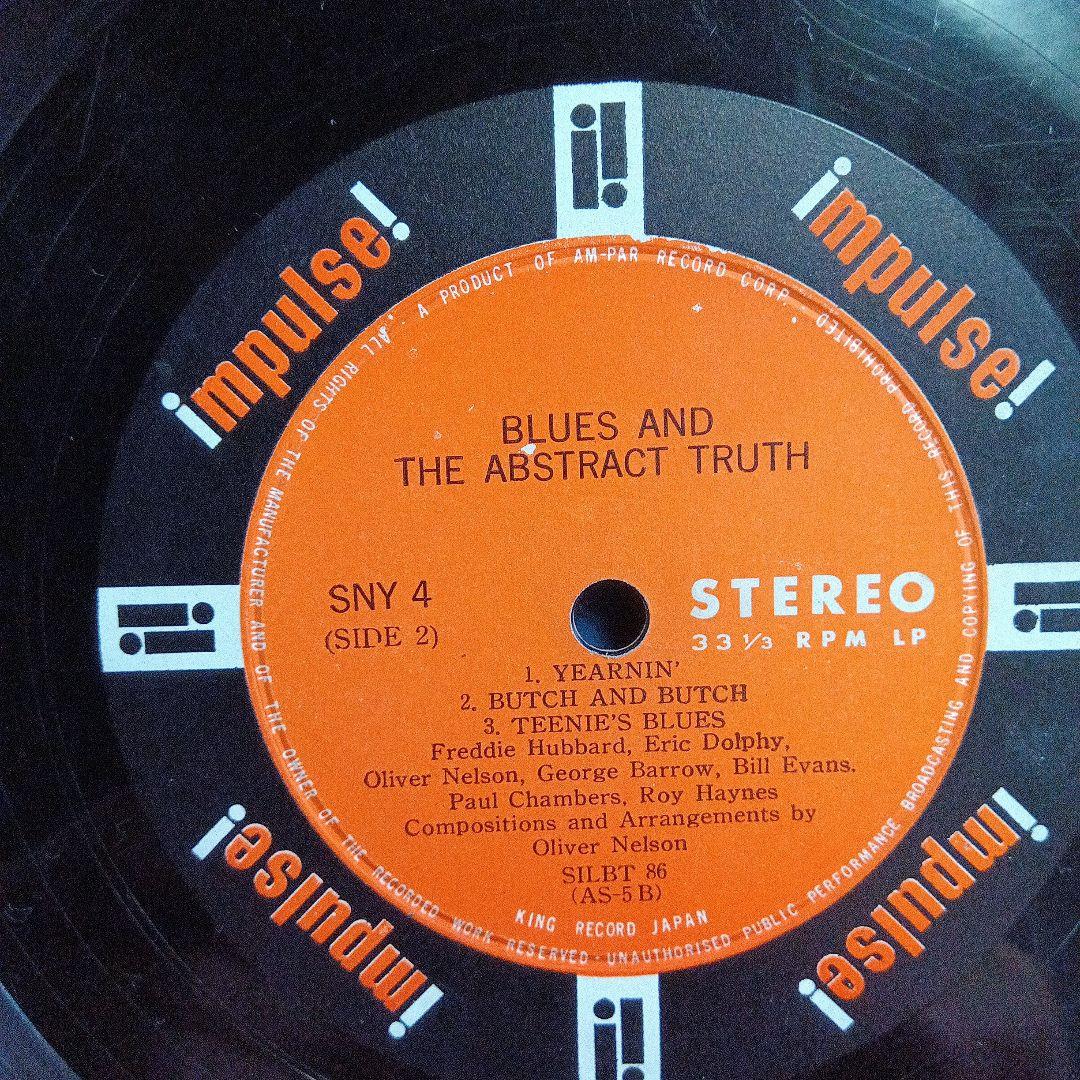 impulse!
impulse!
A PRODUCT OF AM-PAR RECORD CORP.
BLUES AND
THE ABSTRACT TRUTH
SNY 4
(SIDE 2)
STEREO
33 1/3 RPM LP
1. YEARNIN'
2. BUTCH AND BUTCH
3. TEENIE'S BLUES
Freddie Hubbard, Eric Dolphy,
Oliver Nelson, George Barrow, Bill Evans.
Paul Chambers, Roy Haynes
Compositions and Arrangements by
Oliver Nelson
SILBT 86
(AS-5 B)
KING RECORD JAPAN
ALL RIGHTS OF THE MANUFACTURER AND OF THE OWNER OF THE RECORDED WORK RESERVED · UNAUTHORISED PUBLIC PERFORMANCE BROADCASTING AND COPYING OF THIS RECORD PROHIBITED
impulse!
impulse!